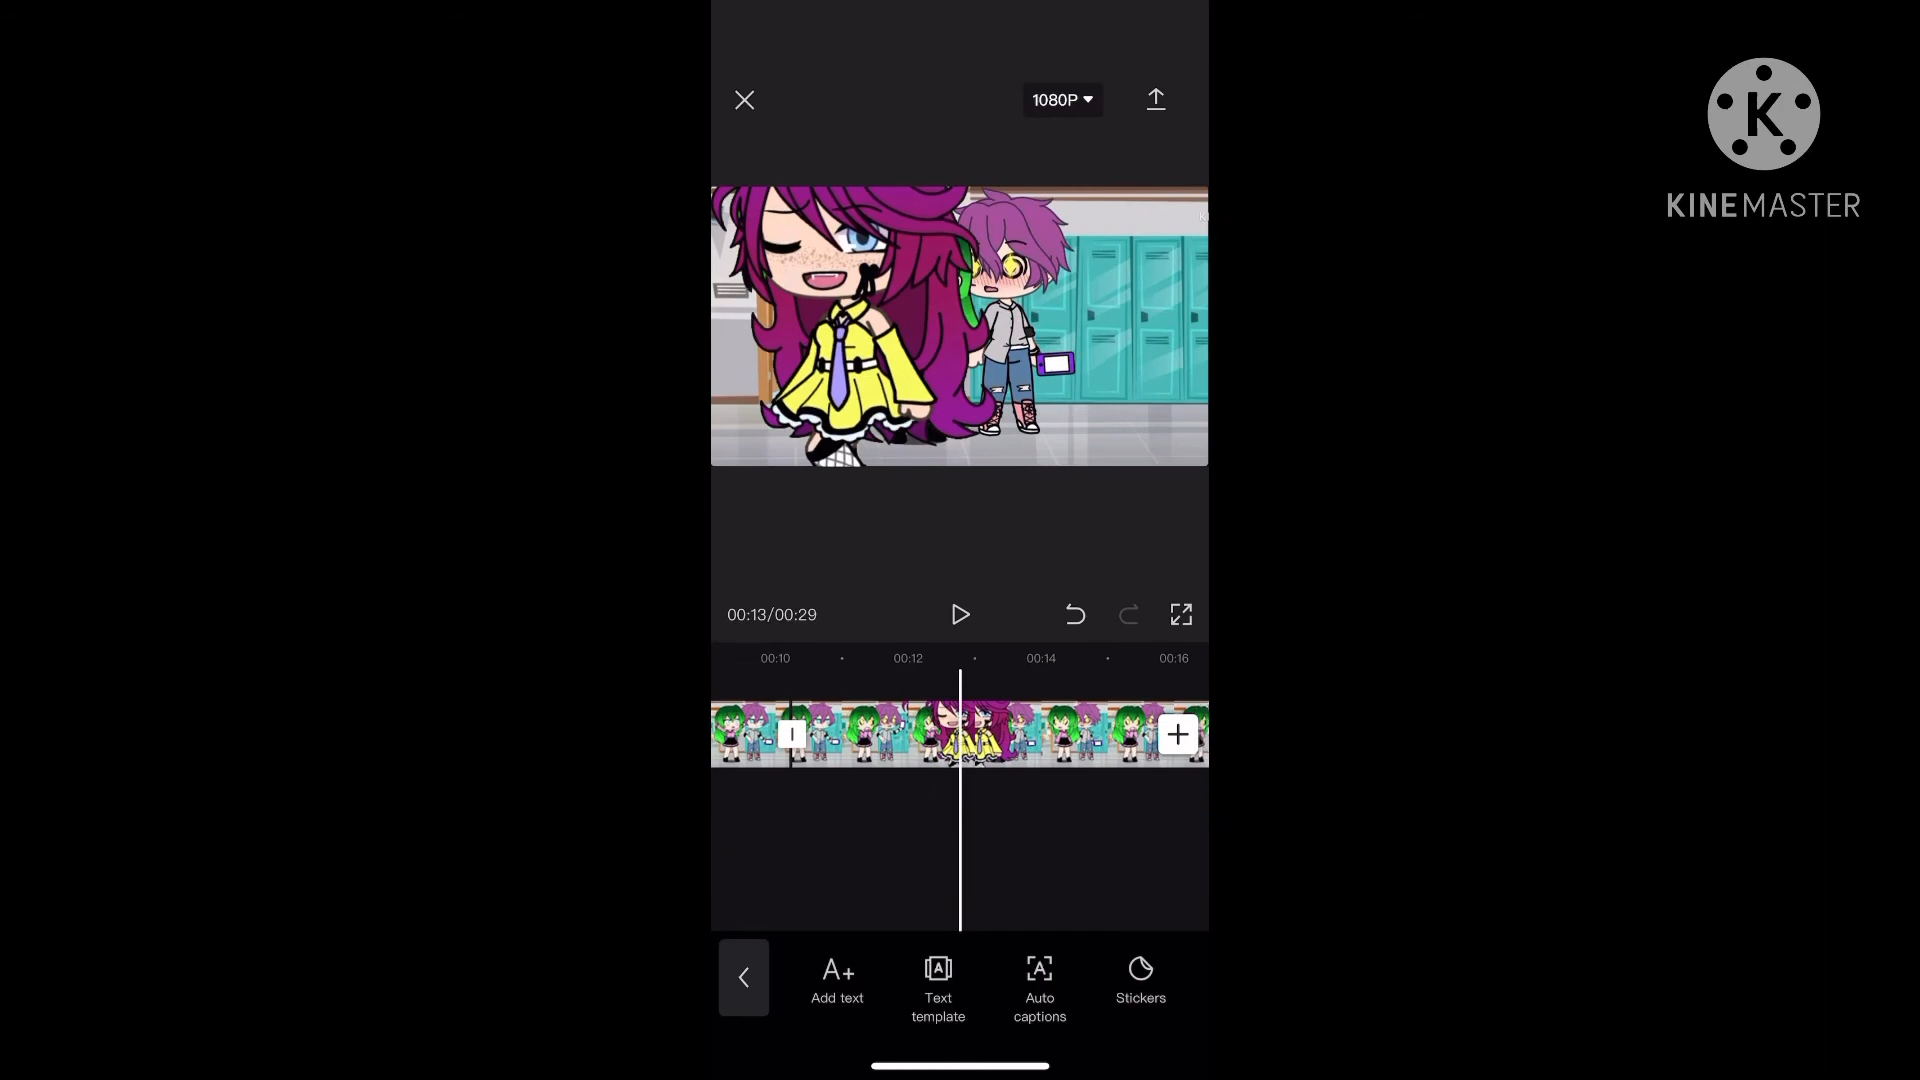 1080P
KINEMASTER
00:13/00:29
00:10
00:12
00:14
00:16
Add text
Text
template
Auto
captions
Stickers